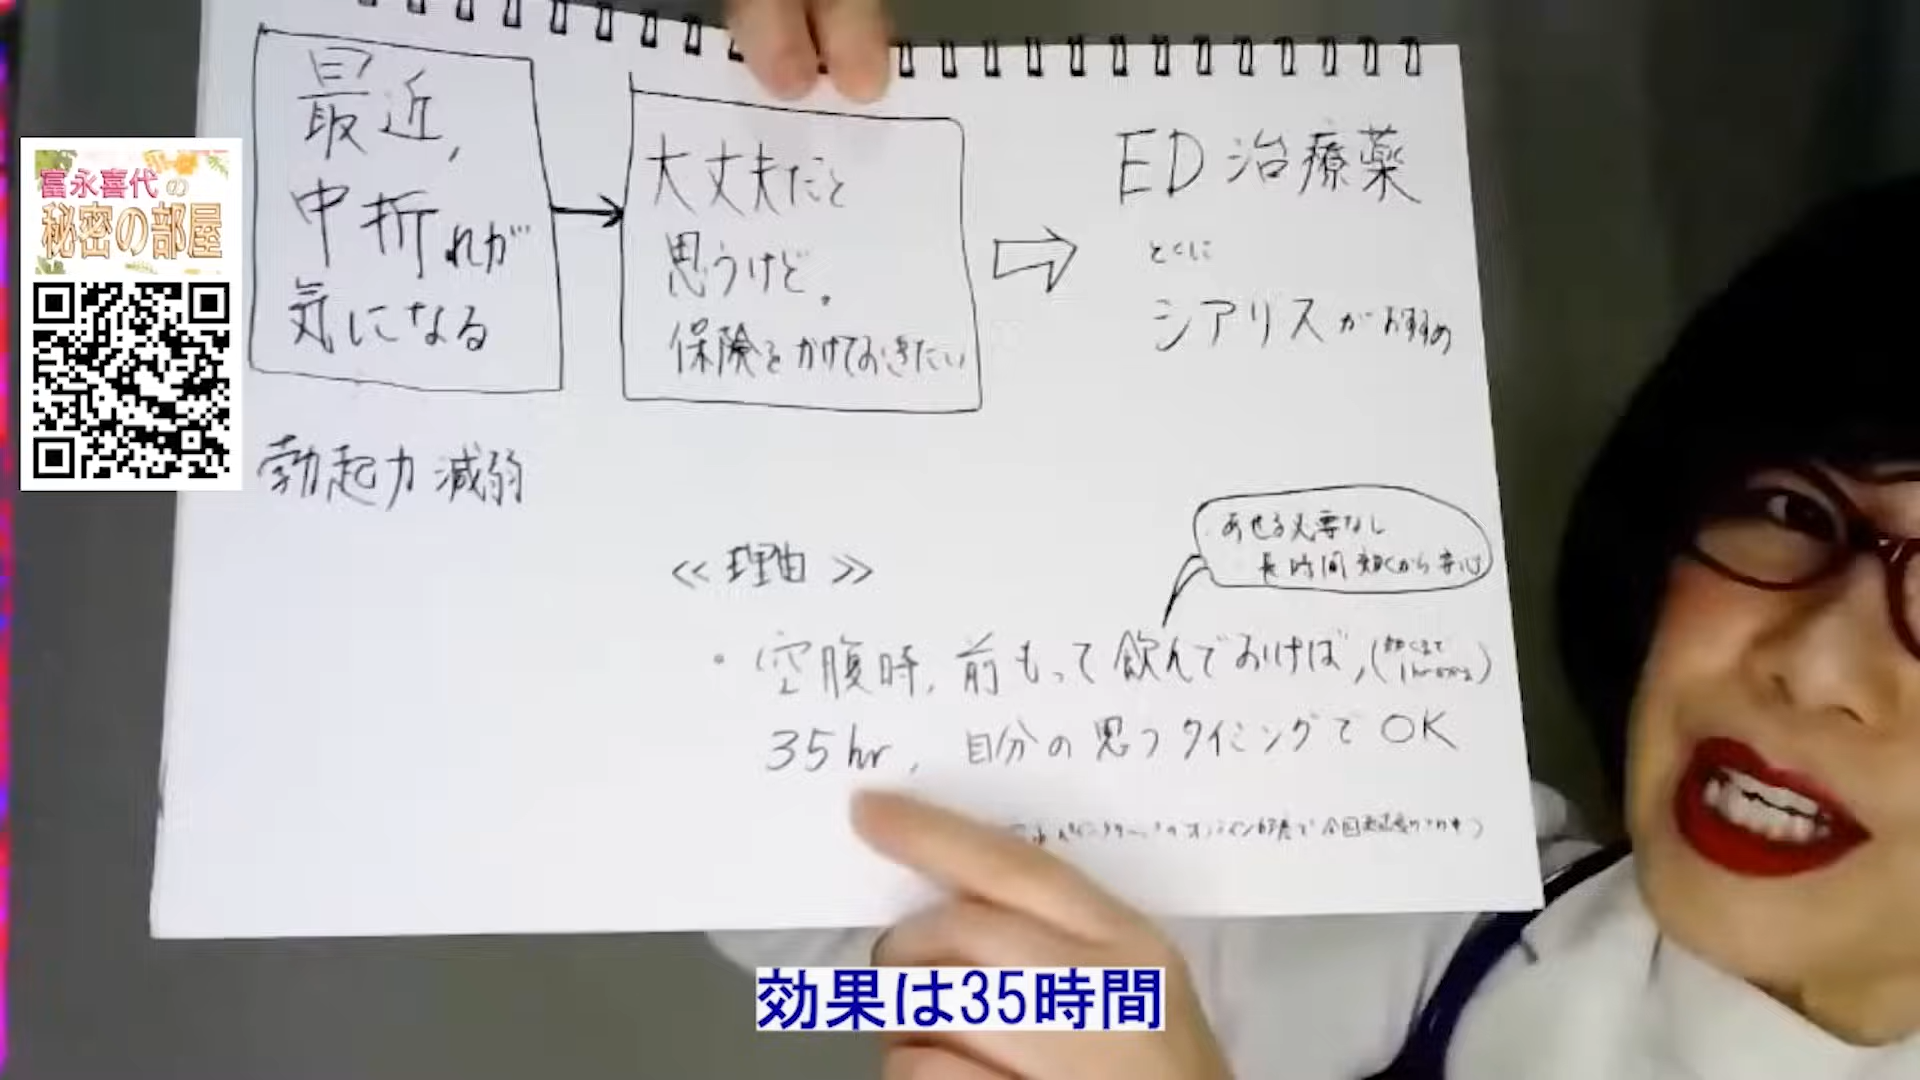 富永喜代の
秘密の部屋
最近,
中折れが
気になる
大丈夫だと
思うけど.
保険をかけておきたい
ED治療薬
とくに
シアリスがおすすめ
勃起力減弱
≪理由≫
あせる必要なし
長時間効くから安心
・空腹時,前もって飲んでおけば,
35hr,自分の思うタイミングでOK
効果は35時間